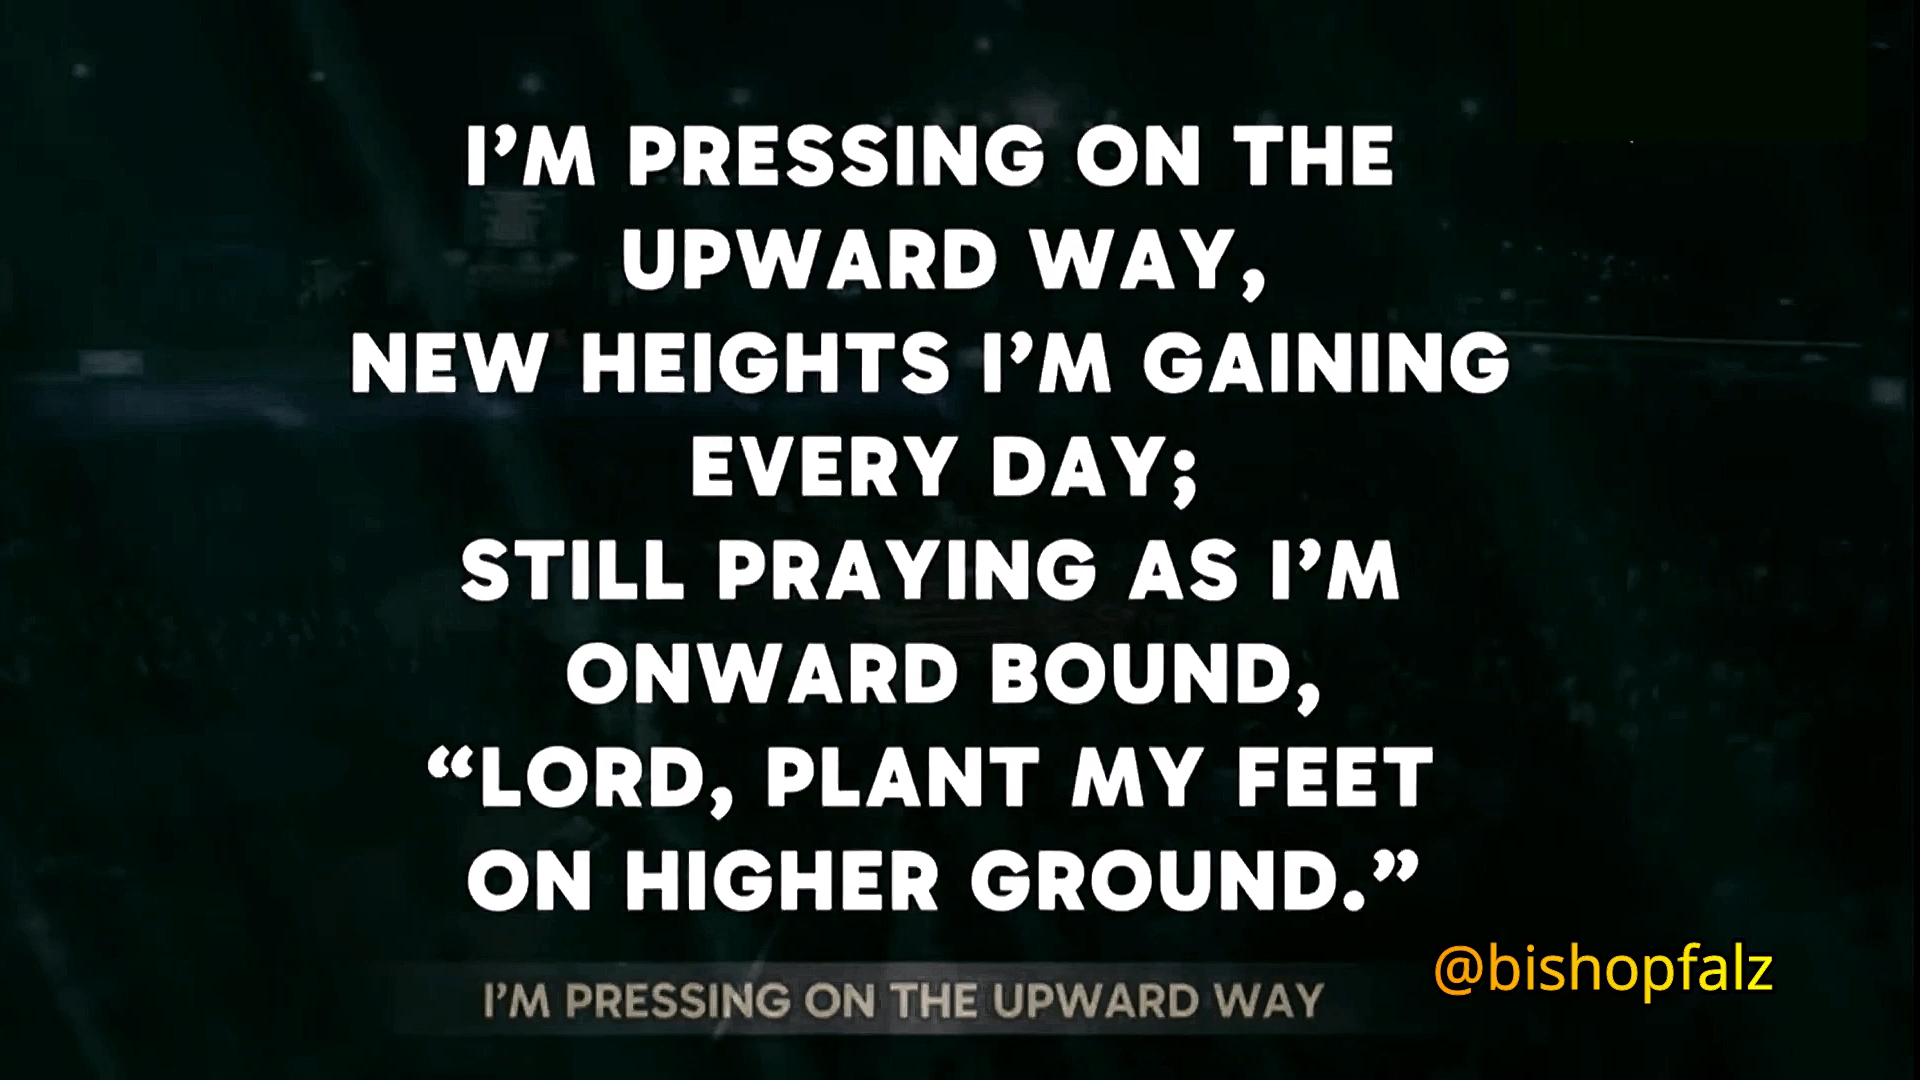 I’M PRESSING ON THE
UPWARD WAY,
NEW HEIGHTS I’M GAINING
EVERY DAY;
STILL PRAYING AS I’M
ONWARD BOUND,
“LORD, PLANT MY FEET
ON HIGHER GROUND.”
@bishopfalz
I’M PRESSING ON THE UPWARD WAY